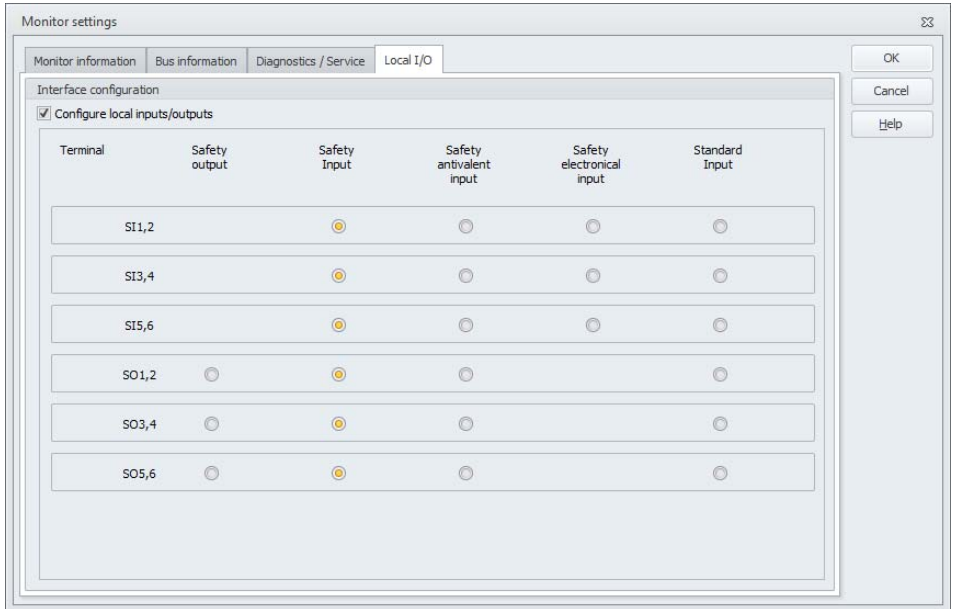 Monitor settings
Monitor information Bus information Diagnostics / Service Local I/O
OK
Cancel
Help
Interface configuration
Configure local inputs/outputs
Terminal Safety output Safety Input Safety antivalent input Safety electronical input Standard Input
SI1,2
SI3,4
SI5,6
SO1,2
SO3,4
SO5,6